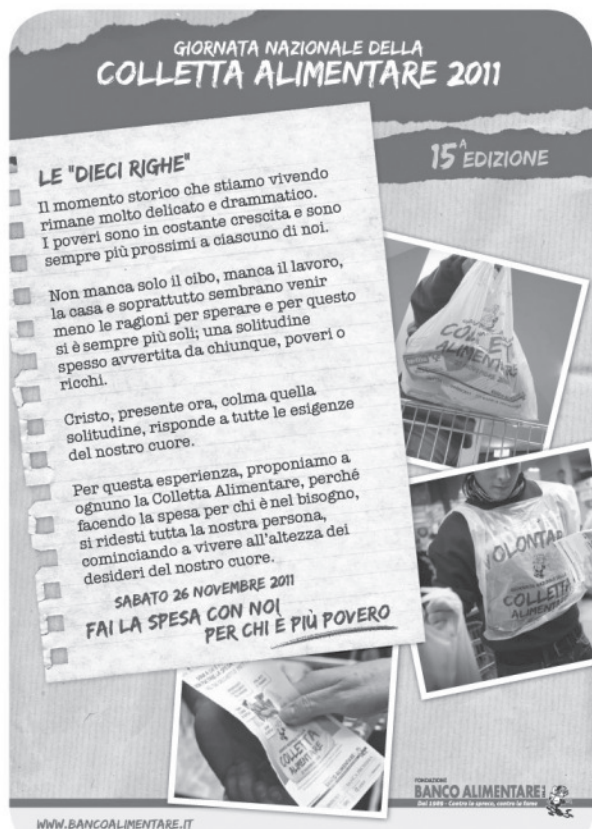 GIORNATA NAZIONALE DELLA
COLLETTA ALIMENTARE 2011
15A EDIZIONE
LE "DIECI RIGHE"
Il momento storico che stiamo vivendo
rimane molto delicato e drammatico.
I poveri sono in costante crescita e sono
sempre più prossimi a ciascuno di noi.
Non manca solo il cibo, manca il lavoro,
la casa e soprattutto sembrano venir
meno le ragioni per sperare e per questo
si è sempre più soli; una solitudine
spesso avvertita da chiunque, poveri o
ricchi.
Cristo, presente ora, colma quella
solitudine, risponde a tutte le esigenze
del nostro cuore.
Per questa esperienza, proponiamo a
ognuno la Colletta Alimentare, perché
facendo la spesa per chi è nel bisogno,
si ridesti tutta la nostra persona,
cominciando a vivere all'altezza dei
desideri del nostro cuore.
SABATO 26 NOVEMBRE 2011
FAI LA SPESA CON NOI
PER CHI È PIÙ POVERO
COLLETTA
ALIMENTARE
VOLONTAR
COLLETTA
ALIMENTARE
COLLETTA
ALIMENTARE
FONDAZIONE
BANCO ALIMENTARE
Dal 1989 - Contro lo spreco, contro la fame
WWW.BANCOALIMENTARE.IT